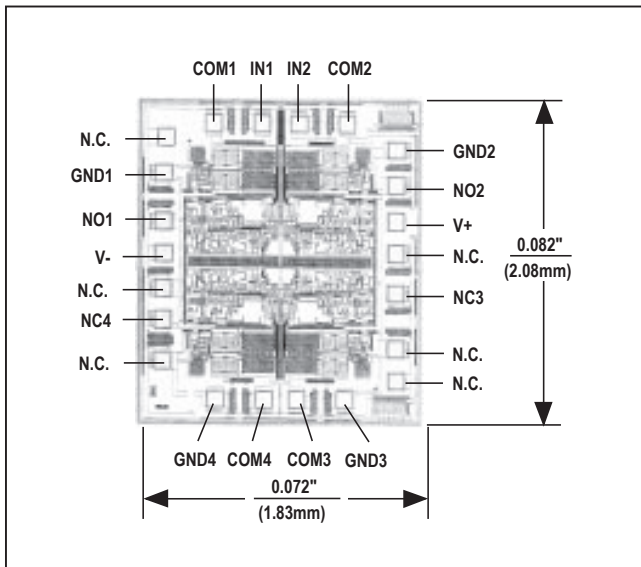 COM1 IN1 IN2 COM2
N.C.
GND1
NO1
V-
N.C.
NC4
N.C.
GND2
NO2
V+
N.C.
NC3
N.C.
N.C.
0.082"
(2.08mm)
GND4 COM4 COM3 GND3
0.072"
(1.83mm)